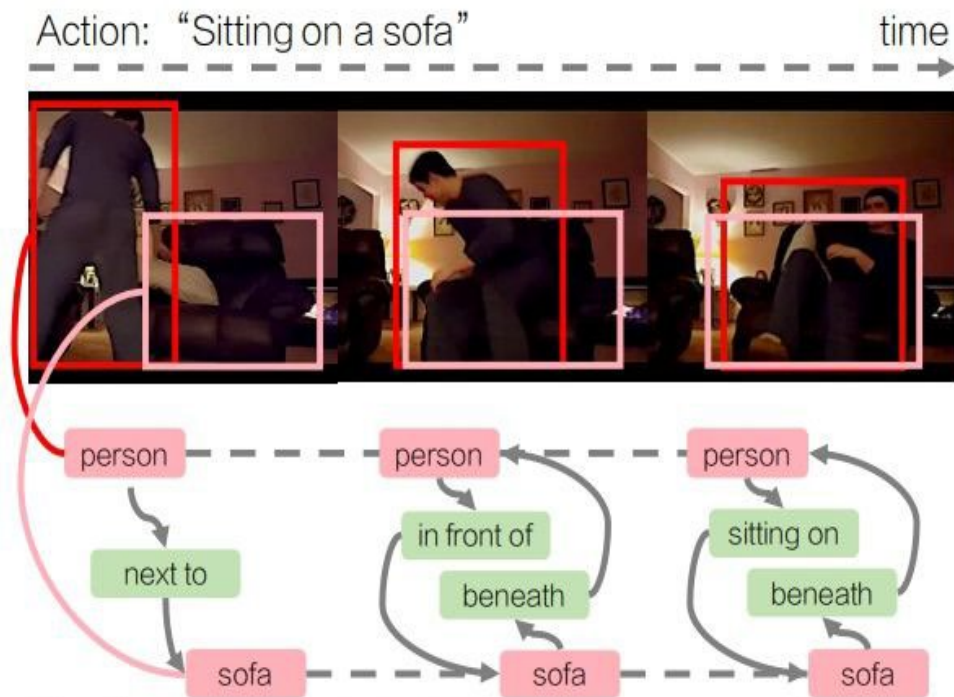 Action: “Sitting on a sofa” time
person person person
in front of sitting on
next to beneath beneath
sofa sofa sofa